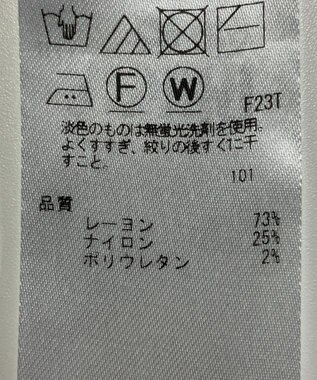 F W
F23T
淡色のものは無蛍光洗剤を使用。
よくすすぎ、絞りの後すぐに干
すこと。
101
品質
レーヨン 73%
ナイロン 25%
ポリウレタン 2%